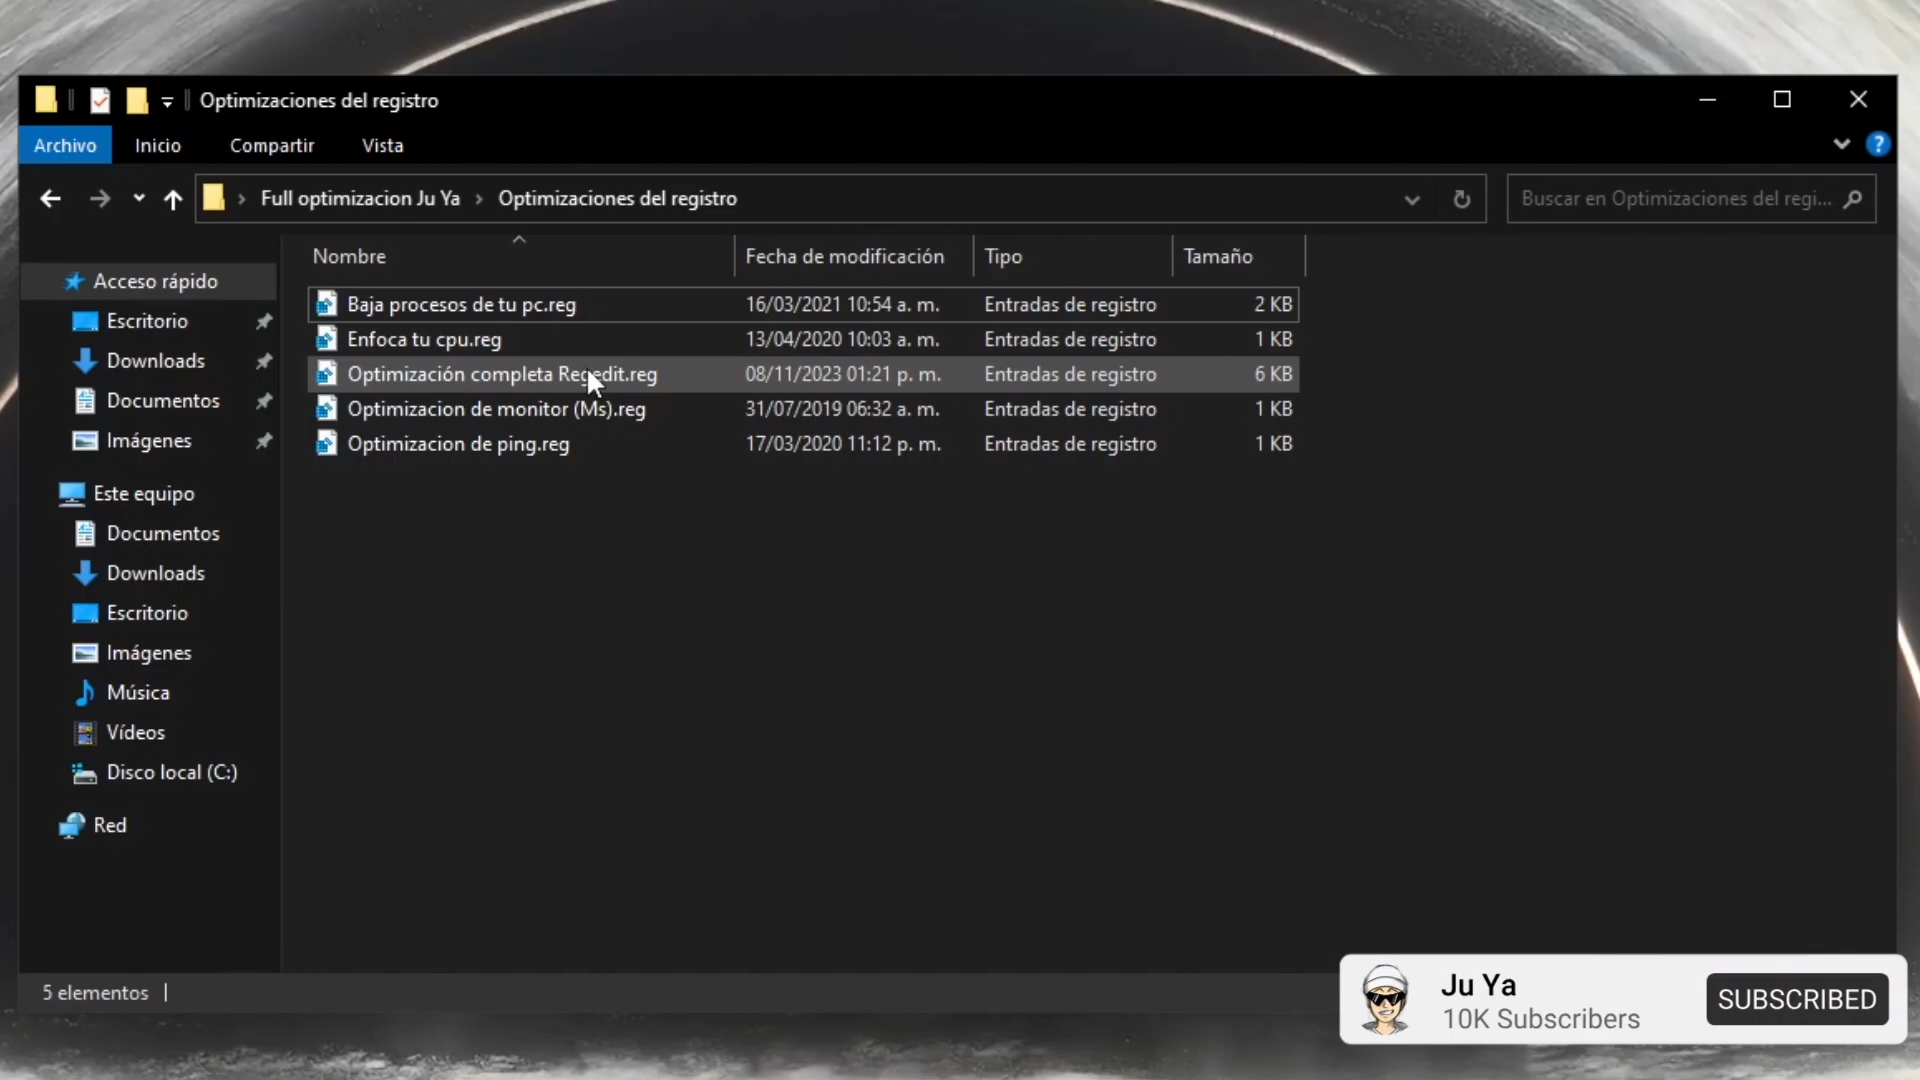 Optimizaciones del registro
Archivo Inicio Compartir Vista
Full optimizacion Ju Ya > Optimizaciones del registro
Buscar en Optimizaciones del regi...
Nombre Fecha de modificación Tipo Tamaño
Baja procesos de tu pc.reg 16/03/2021 10:54 a. m. Entradas de registro 2 KB
Enfoca tu cpu.reg 13/04/2020 10:03 a. m. Entradas de registro 1 KB
Optimización completa Regedit.reg 08/11/2023 01:21 p. m. Entradas de registro 6 KB
Optimizacion de monitor (Ms).reg 31/07/2019 06:32 a. m. Entradas de registro 1 KB
Optimizacion de ping.reg 17/03/2020 11:12 p. m. Entradas de registro 1 KB
Acceso rápido
Escritorio
Downloads
Documentos
Imágenes
Este equipo
Documentos
Downloads
Escritorio
Imágenes
Música
Vídeos
Disco local (C:)
Red
5 elementos
Ju Ya
10K Subscribers
SUBSCRIBED